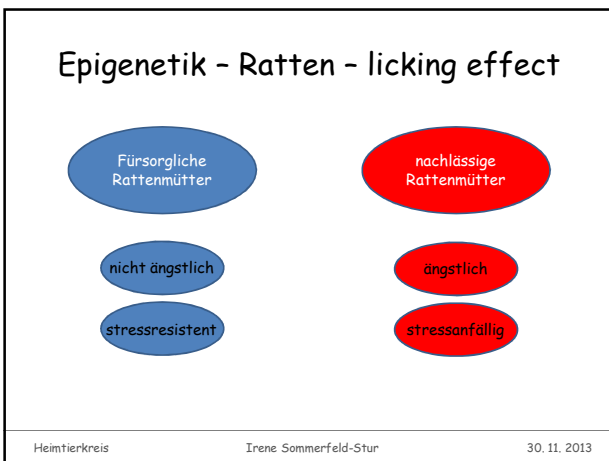 Epigenetik – Ratten – licking effect
Fürsorgliche
Rattenmütter
nachlässige
Rattenmütter
nicht ängstlich
ängstlich
stressresistent
stressanfällig
Heimtierkreis
Irene Sommerfeld-Stur
30. 11. 2013